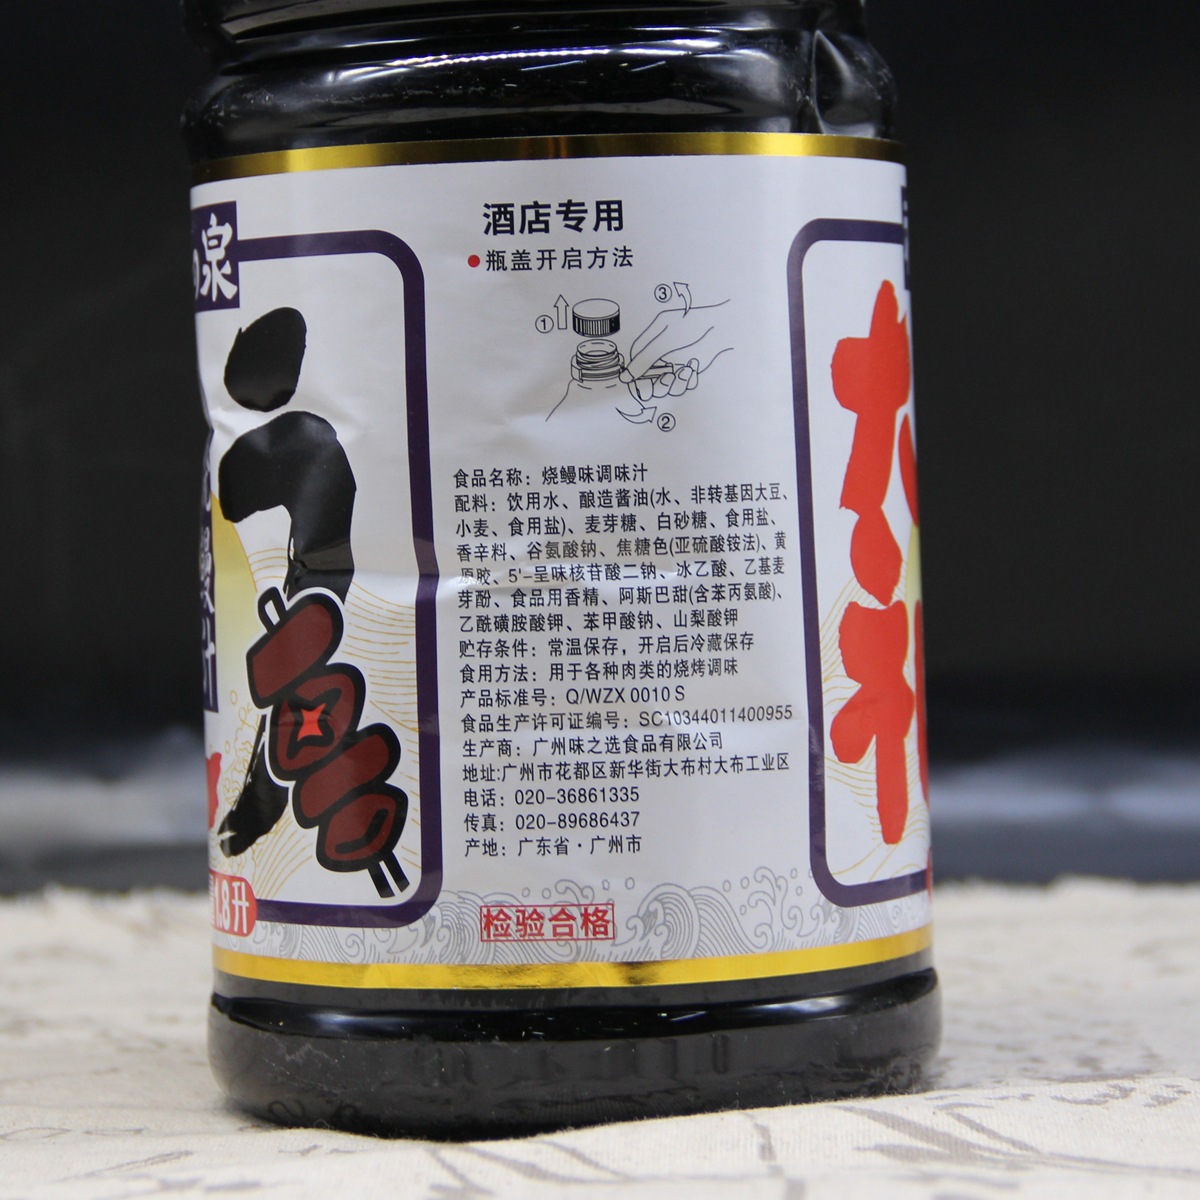 泉
う
1.8升
酒店专用
瓶盖开启方法
①
③
②
食品名称：烧鳗味调味汁
配料：饮用水、酿造酱油(水、非转基因大豆、
小麦、食用盐)、麦芽糖、白砂糖、食用盐、
香辛料、谷氨酸钠、焦糖色(亚硫酸铵法)、黄
原胶、5'-呈味核苷酸二钠、冰乙酸、乙基麦
芽酚、食品用香精、阿斯巴甜(含苯丙氨酸)、
乙酰磺胺酸钾、苯甲酸钠、山梨酸钾
贮存条件：常温保存，开启后冷藏保存
食用方法：用于各种肉类的烧烤调味
产品标准号：Q/WZX 0010 S
食品生产许可证编号：SC10344011400955
生产商：广州味之选食品有限公司
地址:广州市花都区新华街大布村大布工业区
电话：020-36861335
传真：020-89686437
产地：广东省·广州市
检验合格